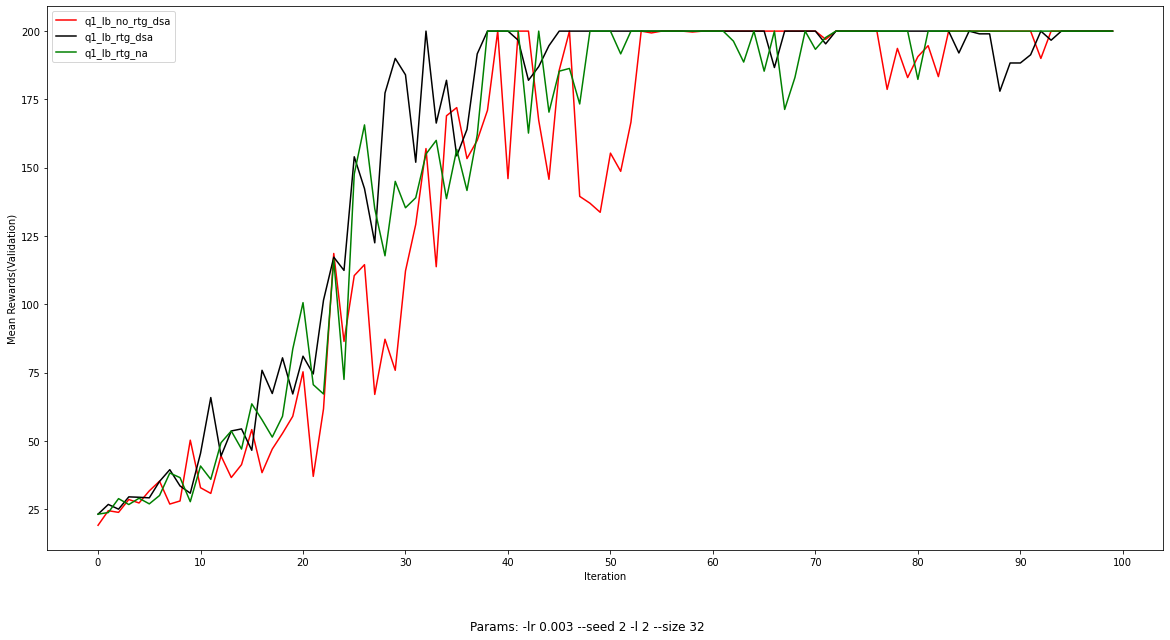 q1_lb_no_rtg_dsa
q1_lb_rtg_dsa
q1_lb_rtg_na
200
175
150
125
100
75
50
25
Mean Rewards(Validation)
0 10 20 30 40 50 60 70 80 90 100
Iteration
Params: -lr 0.003 --seed 2 -l 2 --size 32